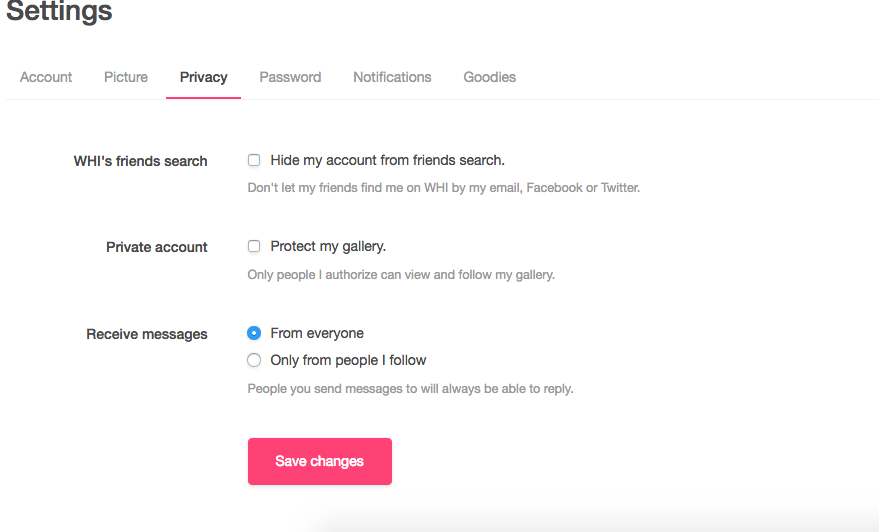 Settings
Account Picture Privacy Password Notifications Goodies
WHI's friends search Hide my account from friends search.
Don't let my friends find me on WHI by my email, Facebook or Twitter.
Private account Protect my gallery.
Only people I authorize can view and follow my gallery.
Receive messages From everyone
Only from people I follow
People you send messages to will always be able to reply.
Save changes